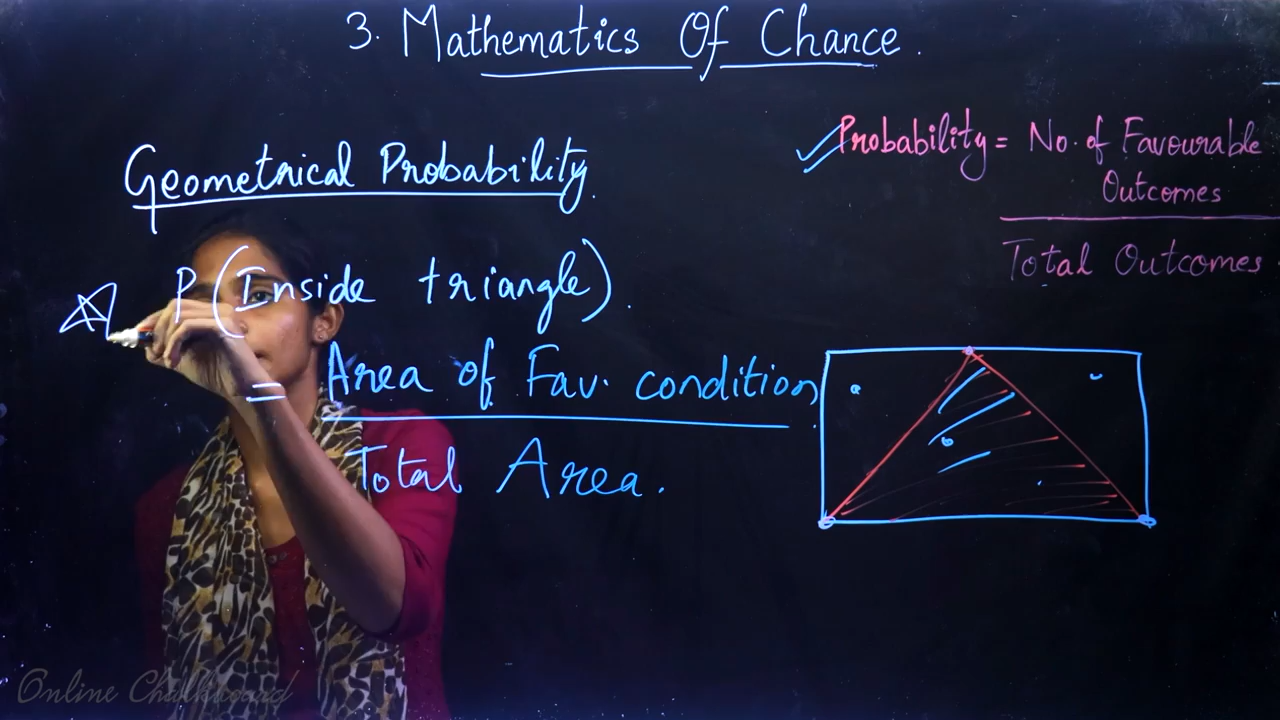 3. Mathematics Of Chance.
Geometrical Probability.
P(Inside triangle).
= Area of Fav. condition
Total Area.
Probability = No. of Favourable
Outcomes
Total Outcomes
Online Chalkboard